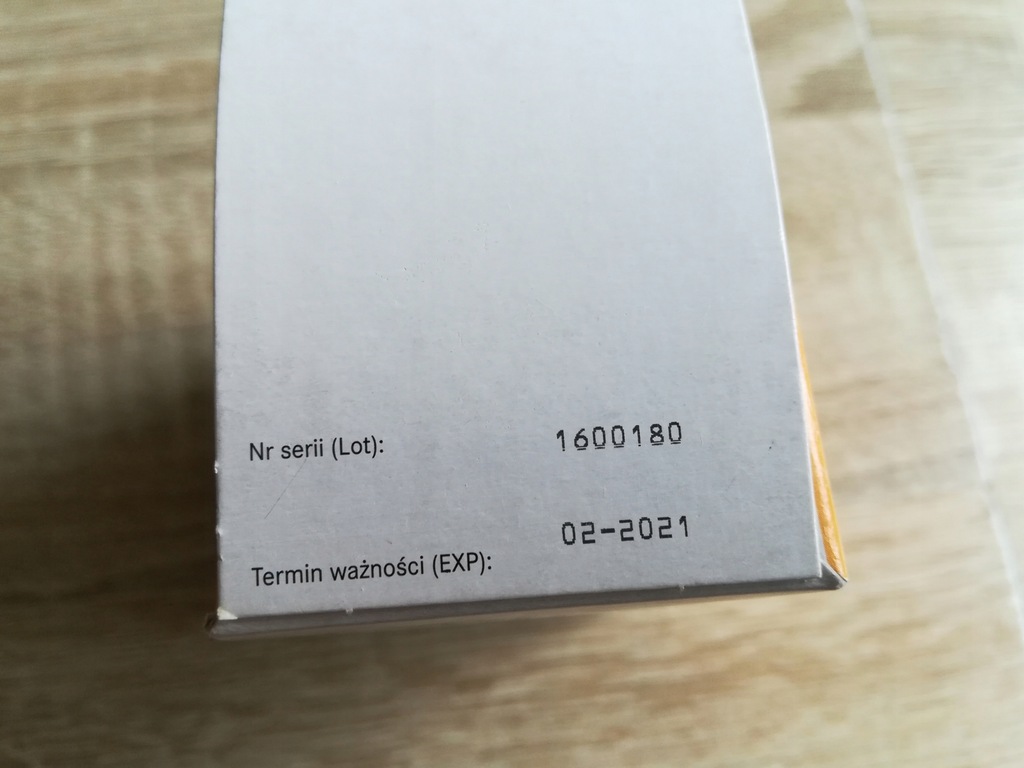 Nr serii (Lot): 1600180
Termin ważności (EXP): 02-2021